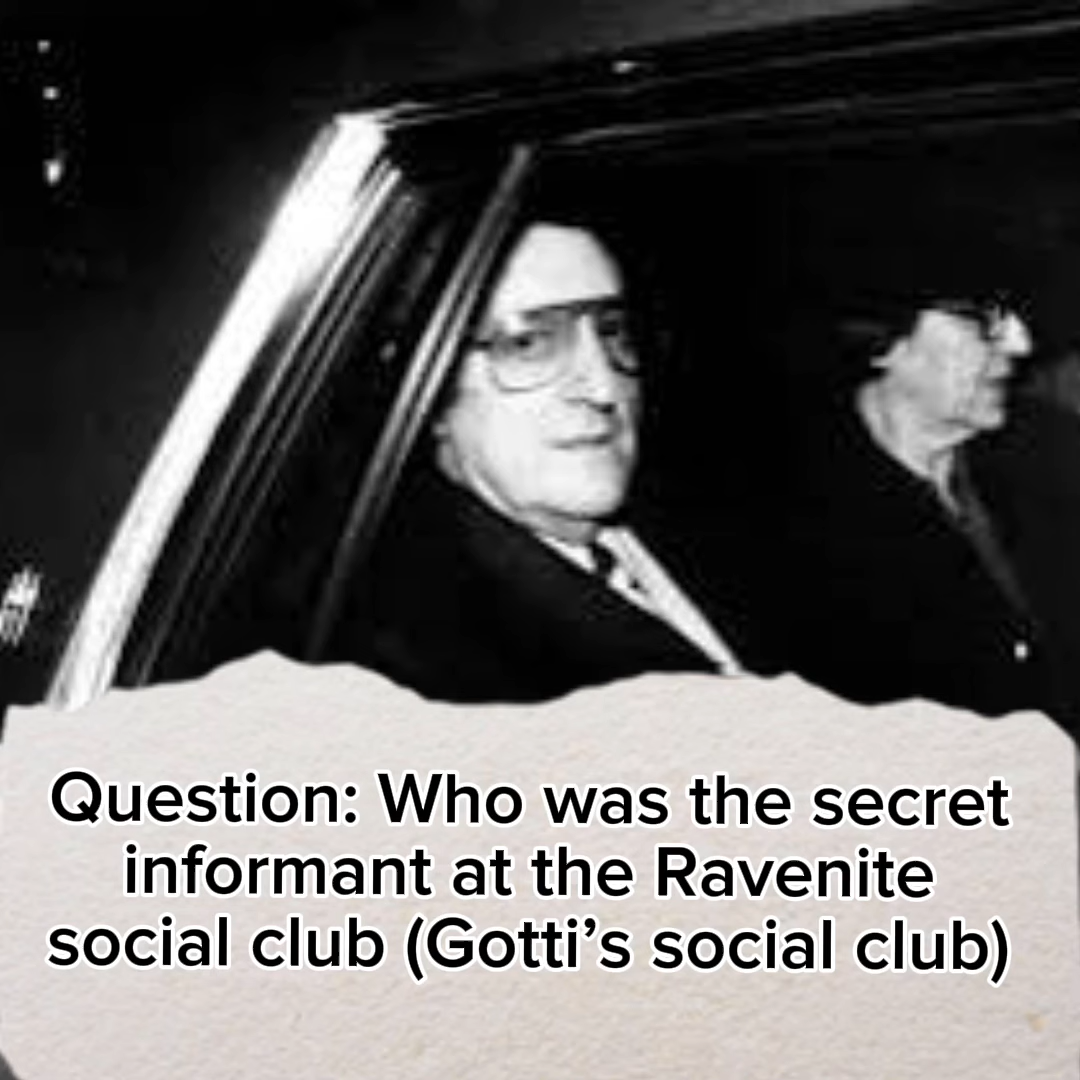 Question: Who was the secret
informant at the Ravenite
social club (Gotti’s social club)